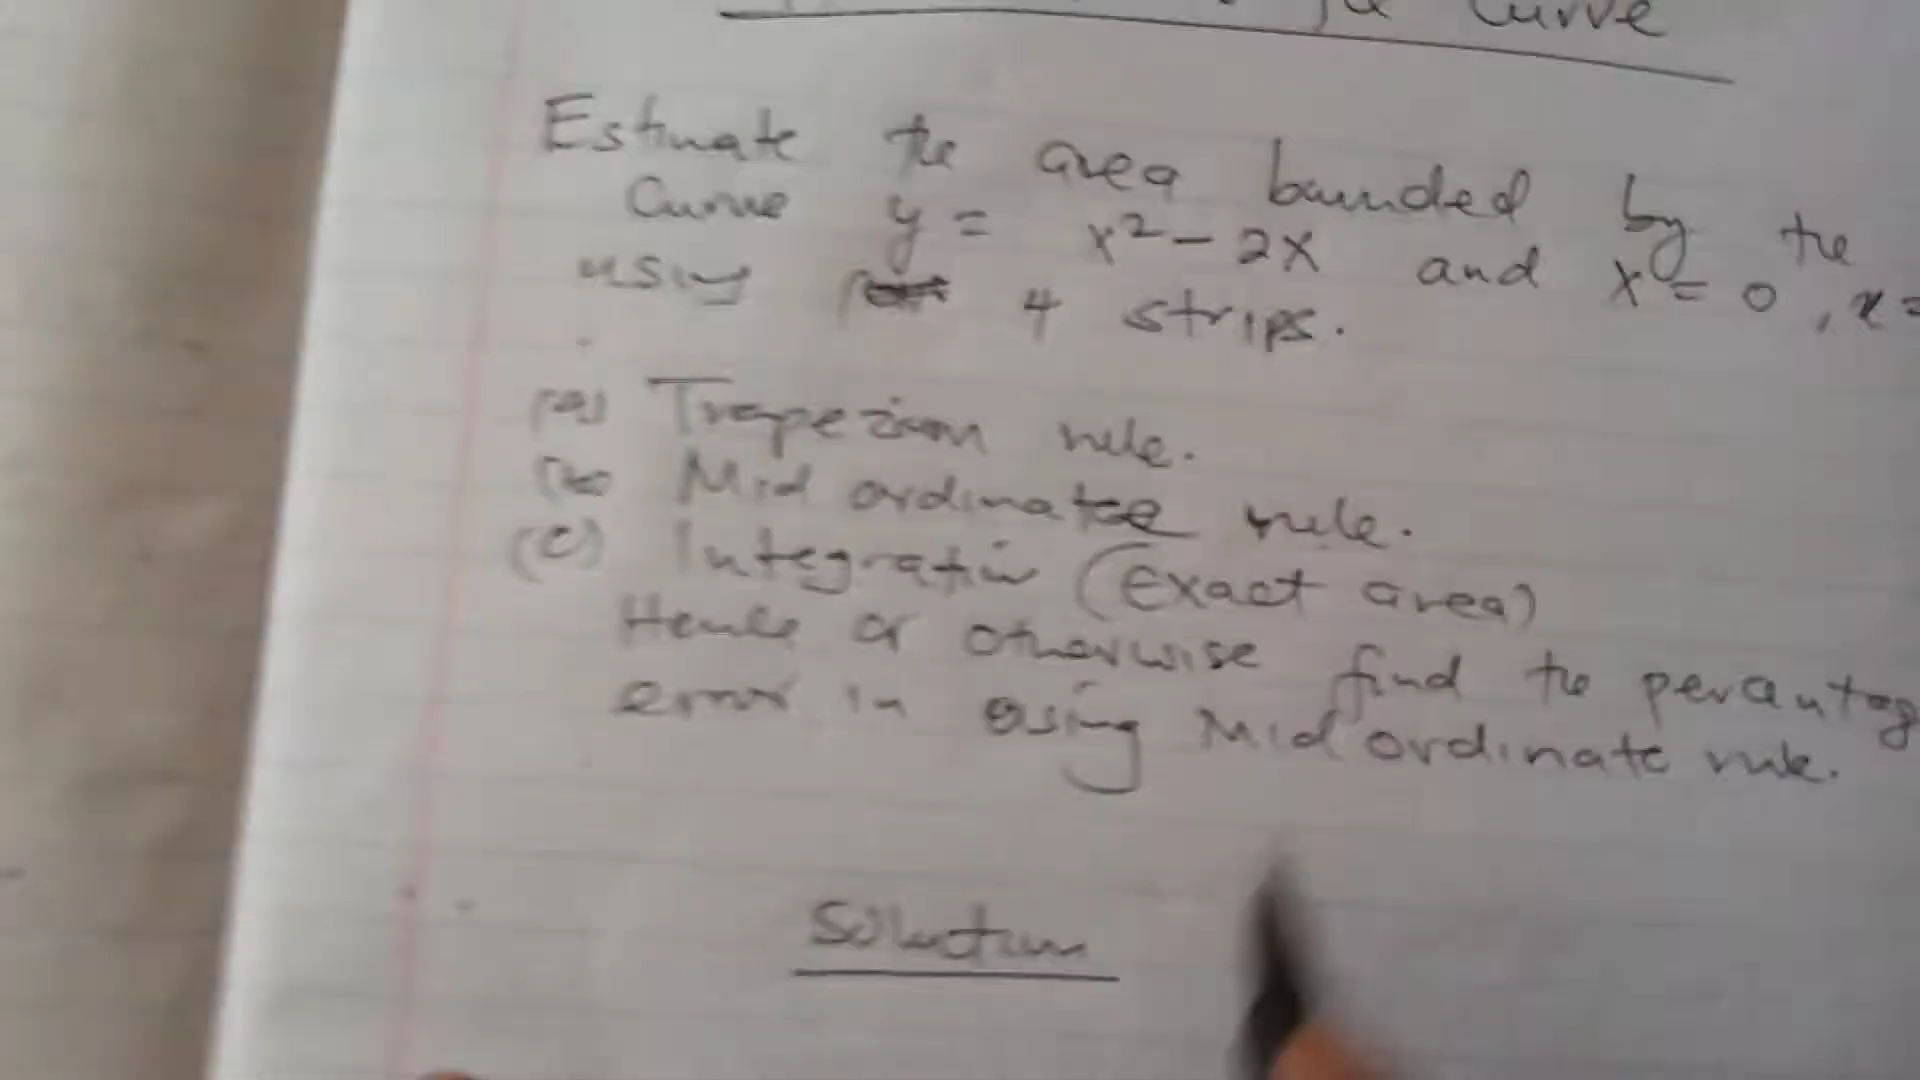 Curve
Estimate the area bounded by the
Curve y = x² - 2x and x = 0, x =
using 4 strips.
(a) Trapezium rule.
(b) Mid ordinate rule.
(c) Integration (Exact area)
Hence or otherwise find the percentag
error in using Mid ordinate rule.
Solution